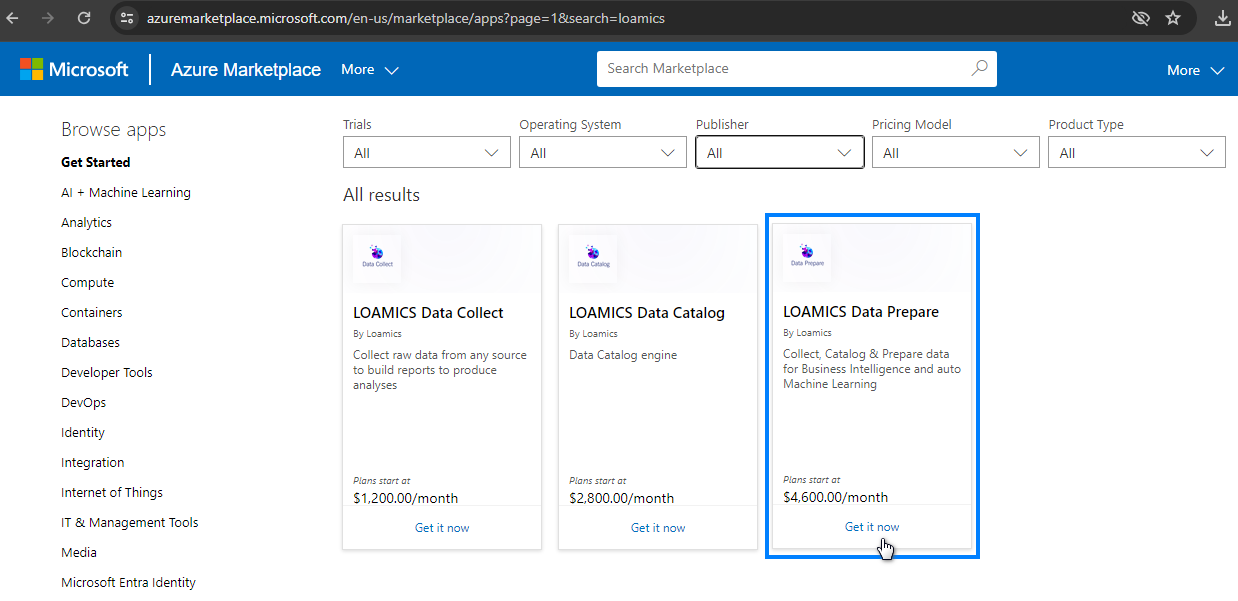 azuremarketplace.microsoft.com/en-us/marketplace/apps?page=1&search=loamics
Microsoft
Azure Marketplace
More
Search Marketplace
More
Browse apps
Get Started
AI + Machine Learning
Analytics
Blockchain
Compute
Containers
Databases
Developer Tools
DevOps
Identity
Integration
Internet of Things
IT & Management Tools
Media
Microsoft Entra Identity
Trials
All
Operating System
All
Publisher
All
Pricing Model
All
Product Type
All
All results
Data Collect
LOAMICS Data Collect
By Loamics
Collect raw data from any source
to build reports to produce
analyses
Plans start at
$1,200.00/month
Get it now
Data Catalog
LOAMICS Data Catalog
By Loamics
Data Catalog engine
Plans start at
$2,800.00/month
Get it now
Data Prepare
LOAMICS Data Prepare
By Loamics
Collect, Catalog & Prepare data
for Business Intelligence and auto
Machine Learning
Plans start at
$4,600.00/month
Get it now